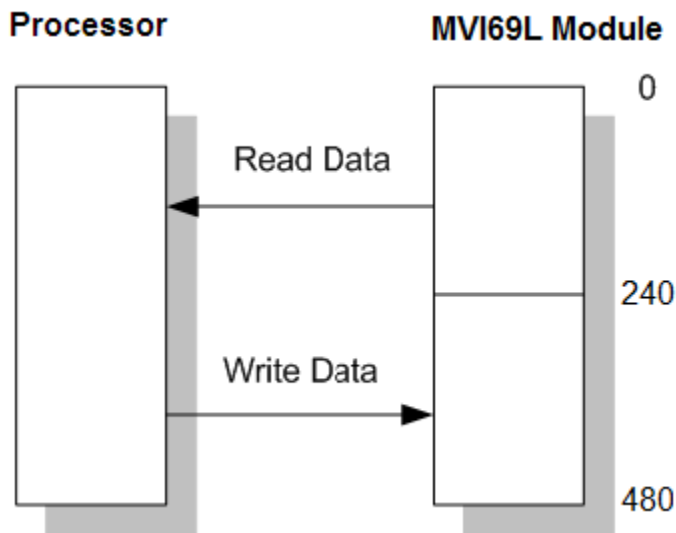 Processor
MVI69L Module
0
Read Data
240
Write Data
480